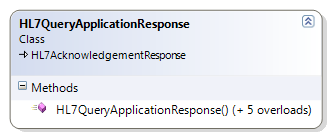 HL7QueryApplicationResponse
Class
HL7AcknowledgementResponse
Methods
HL7QueryApplicationResponse() (+ 5 overloads)